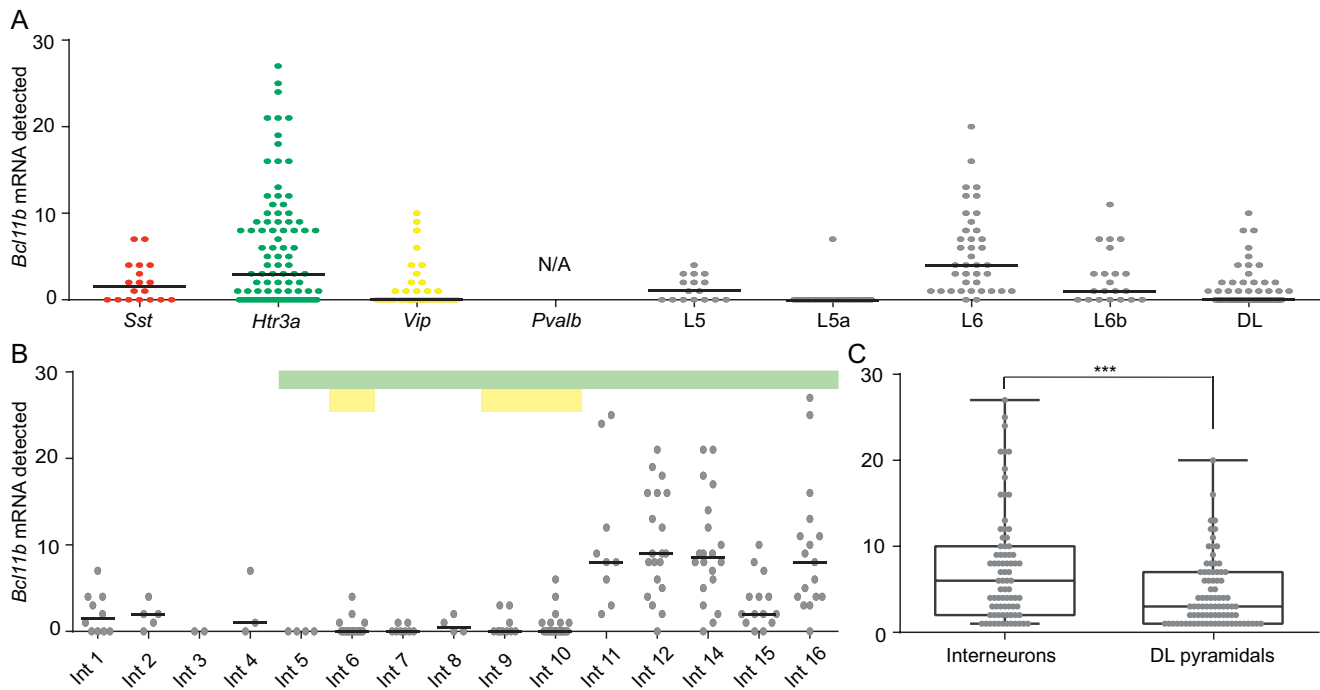 A
Bcl11b mRNA detected
30
20
10
0
N/A
Sst Htr3a Vip Pvalb L5 L5a L6 L6b DL
B
Bcl11b mRNA detected
30
20
10
0
Int 1 Int 2 Int 3 Int 4 Int 5 Int 6 Int 7 Int 8 Int 9 Int 10 Int 11 Int 12 Int 14 Int 15 Int 16
C
30
20
10
0
***
Interneurons DL pyramidals